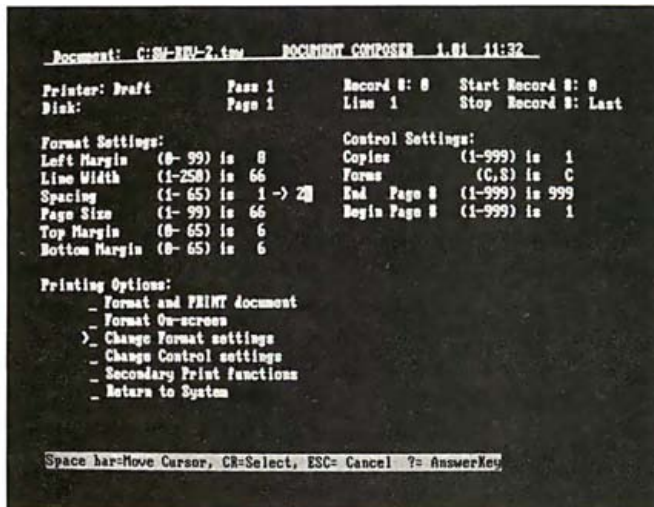 Document: C:SW-REV-2.tsw DOCUMENT COMPOSER 1.01 11:32
Printer: Draft Pass 1 Record #: 0 Start Record #: 0
Disk: Page 1 Line 1 Stop Record #: Last
Format Settings: Control Settings:
Left Margin (0- 99) is 8 Copies (1-999) is 1
Line Width (1-250) is 66 Forms (C,S) is C
Spacing (1- 65) is 1 -> 2 End Page # (1-999) is 999
Page Size (1- 99) is 66 Begin Page # (1-999) is 1
Top Margin (0- 65) is 6
Bottom Margin (0- 65) is 6
Printing Options:
_ Format and PRINT document
_ Format On-screen
>_ Change Format settings
_ Change Control settings
_ Secondary Print functions
_ Return to System
Space bar=Move Cursor, CR=Select, ESC= Cancel ?= AnswerKey